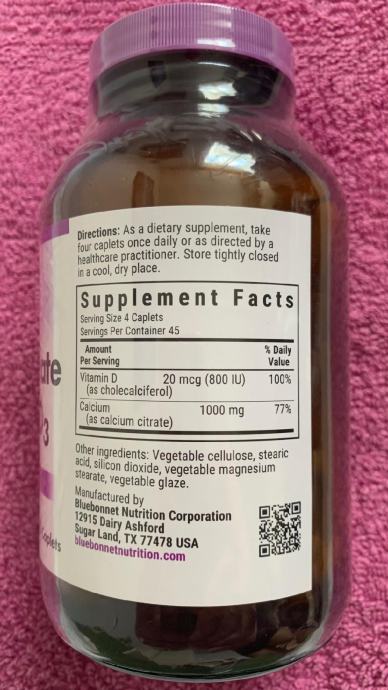 Directions: As a dietary supplement, take
four caplets once daily or as directed by a
healthcare practitioner. Store tightly closed
in a cool, dry place.
Supplement Facts
Serving Size 4 Caplets
Servings Per Container 45
Amount Per Serving
% Daily Value
Vitamin D 20 mcg (800 IU) 100%
(as cholecalciferol)
Calcium 1000 mg 77%
(as calcium citrate)
Other ingredients: Vegetable cellulose, stearic
acid, silicon dioxide, vegetable magnesium
stearate, vegetable glaze.
Manufactured by
Bluebonnet Nutrition Corporation
12915 Dairy Ashford
Sugar Land, TX 77478 USA
bluebonnetnutrition.com
3